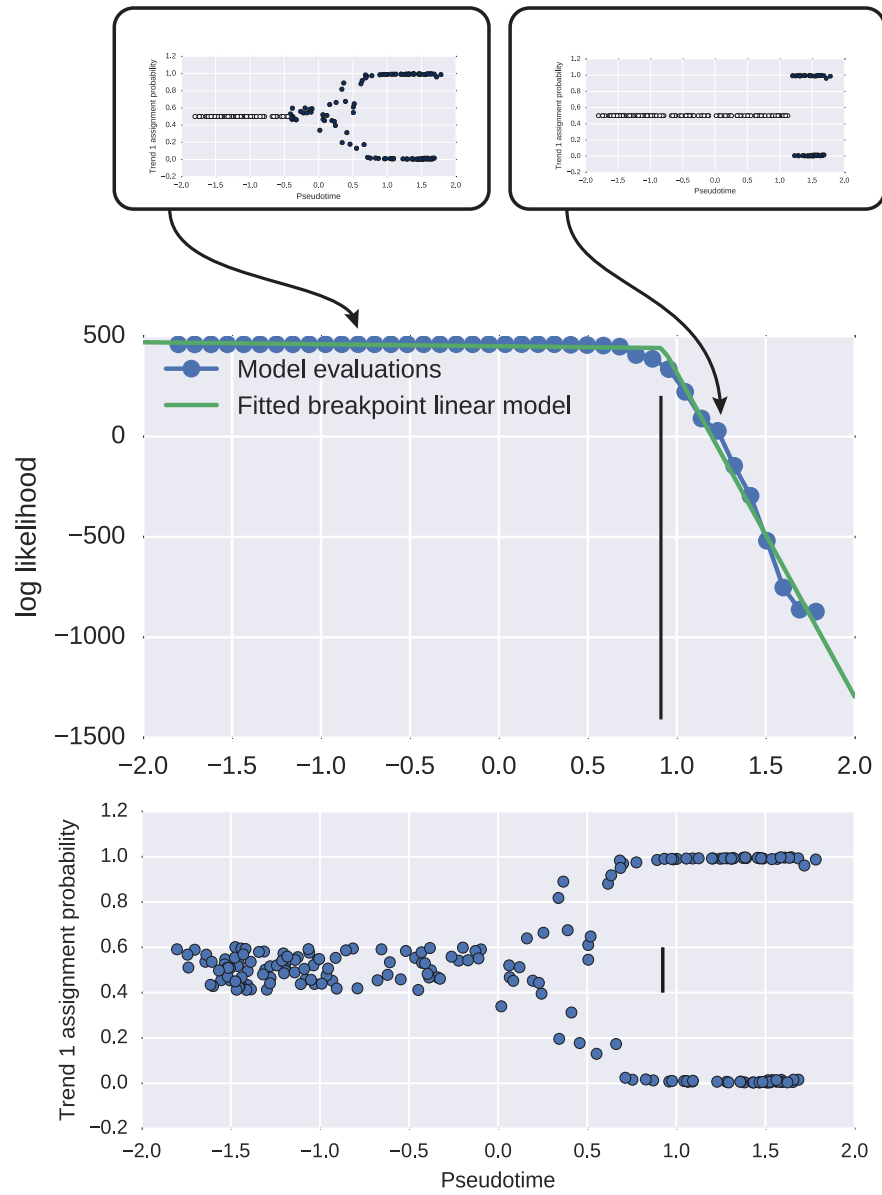 Trend 1 assignment probability
1.2
1.0
0.8
0.6
0.4
0.2
0.0
−0.2
−2.0 −1.5 −1.0 −0.5 0.0 0.5 1.0 1.5 2.0
Pseudotime
Trend 1 assignment probability
1.2
1.0
0.8
0.6
0.4
0.2
0.0
−0.2
−2.0 −1.5 −1.0 −0.5 0.0 0.5 1.0 1.5 2.0
Pseudotime
log likelihood
500
0
−500
−1000
−1500
Model evaluations
Fitted breakpoint linear model
−2.0 −1.5 −1.0 −0.5 0.0 0.5 1.0 1.5 2.0
Trend 1 assignment probability
1.2
1.0
0.8
0.6
0.4
0.2
0.0
−0.2
−2.0 −1.5 −1.0 −0.5 0.0 0.5 1.0 1.5 2.0
Pseudotime